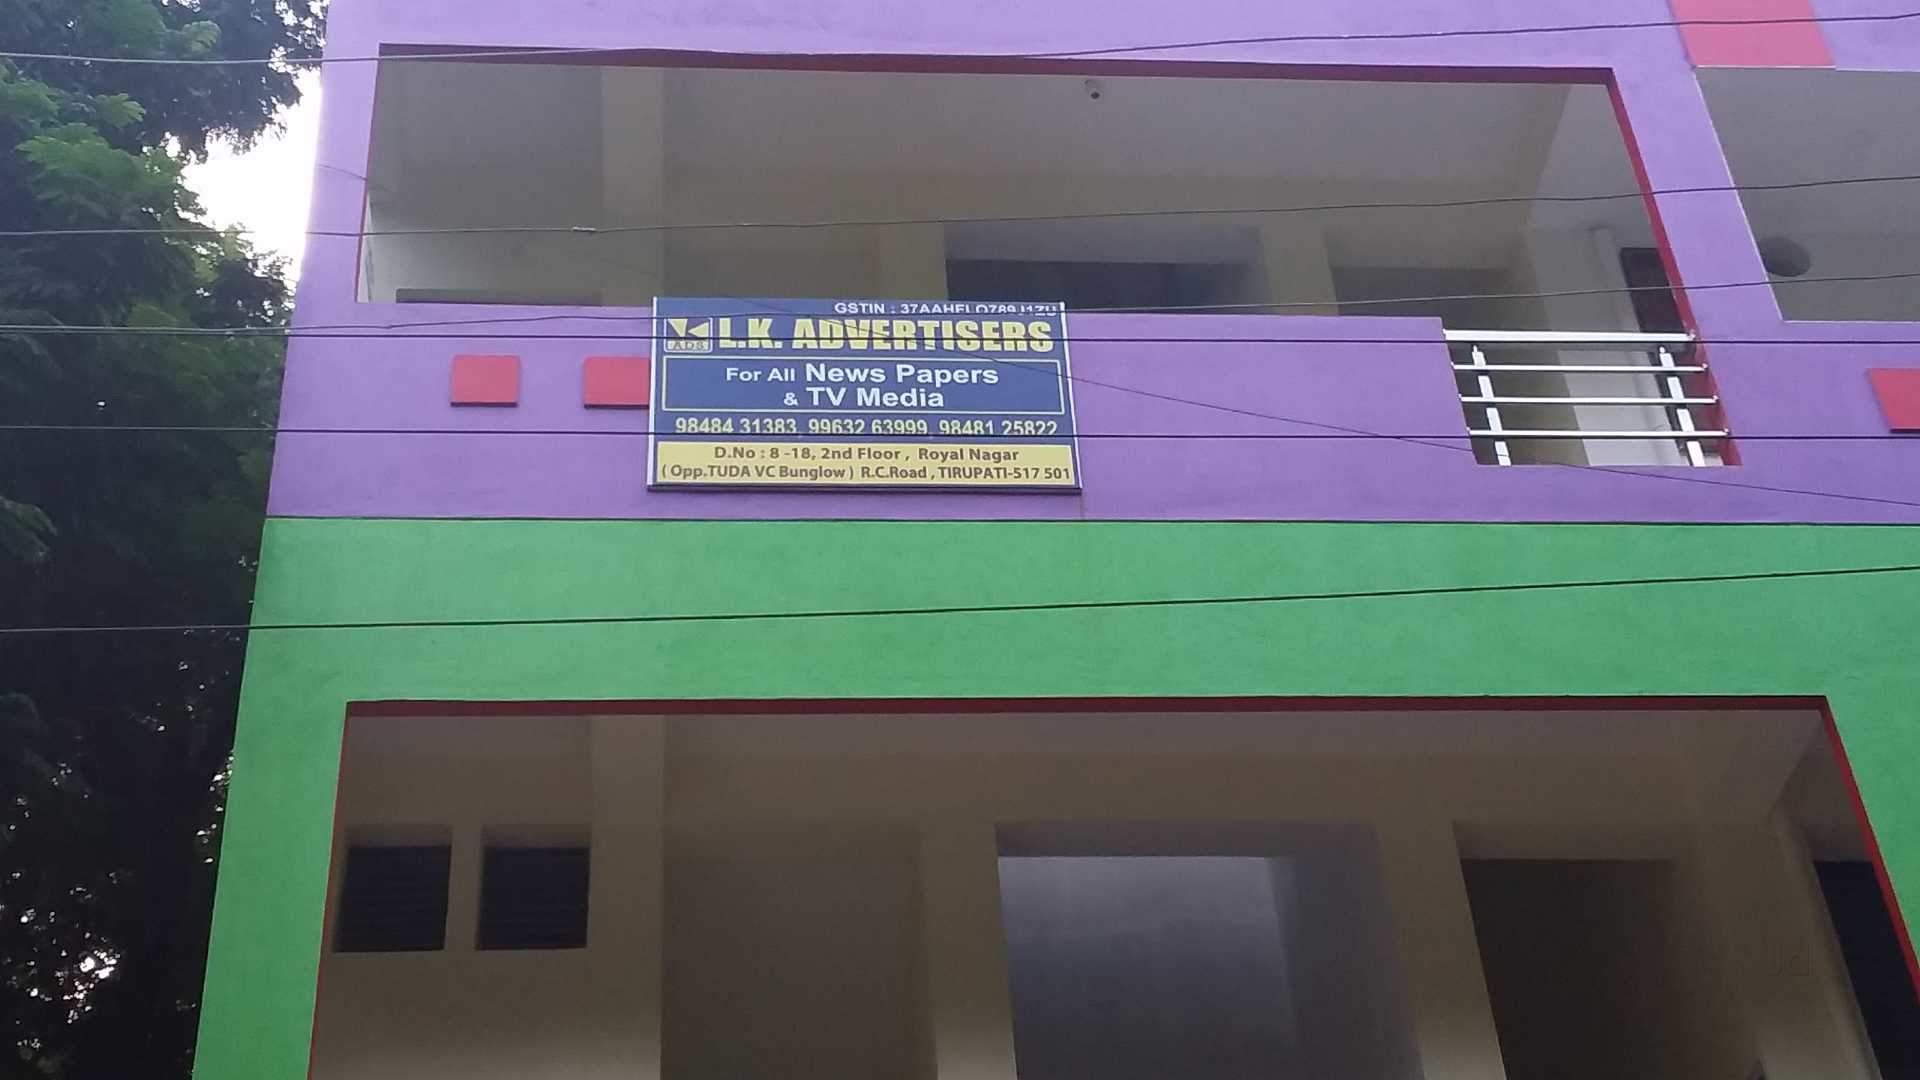 GSTIN :
ADS L.K. ADVERTISERS
For All News Papers
& TV Media
98484 31383, 99632 63999, 98481 25822
D.No : 8 -18, 2nd Floor , Royal Nagar
( Opp.TUDA VC Bunglow ) R.C.Road , TIRUPATI-517 501